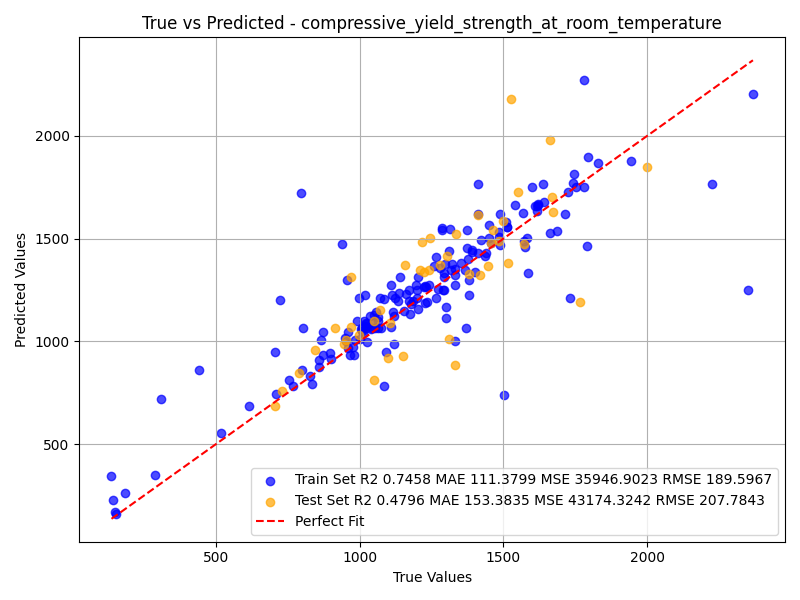 True vs Predicted - compressive_yield_strength_at_room_temperature
Predicted Values
2000
1500
1000
500
Train Set R2 0.7458 MAE 111.3799 MSE 35946.9023 RMSE 189.5967
Test Set R2 0.4796 MAE 153.3835 MSE 43174.3242 RMSE 207.7843
Perfect Fit
500 1000 1500 2000
True Values